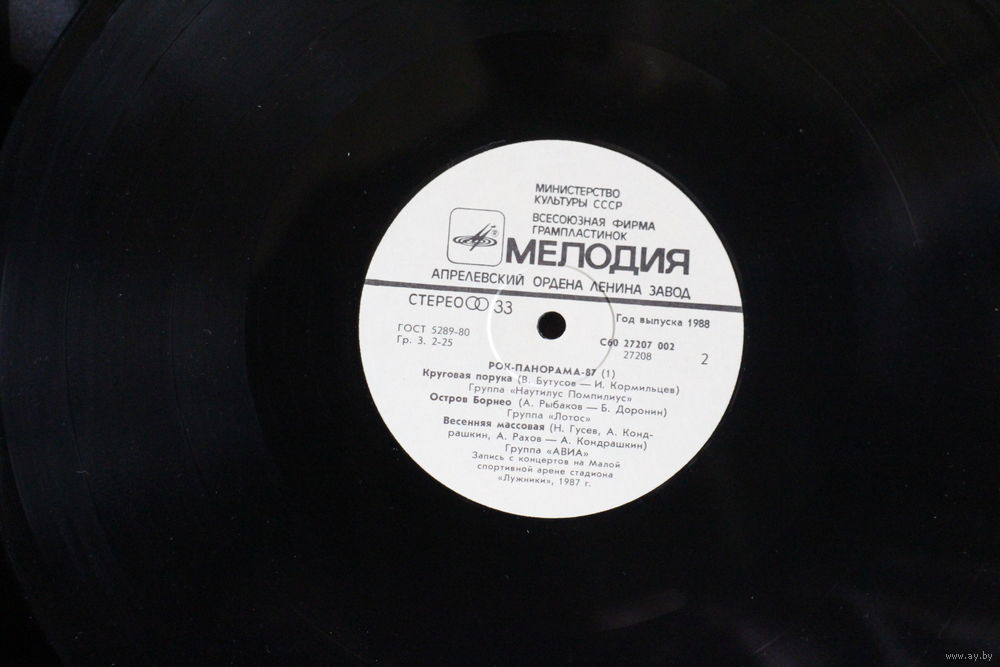 МИНИСТЕРСТВО
КУЛЬТУРЫ СССР
ВСЕСОЮЗНАЯ ФИРМА
ГРАМПЛАСТИНОК
МЕЛОДИЯ
АПРЕЛЕВСКИЙ ОРДЕНА ЛЕНИНА ЗАВОД
СТЕРЕО 33
Год выпуска 1988
ГОСТ 5289-80
Гр. 3. 2-25
С60 27207 002
27208
2
РОК-ПАНОРАМА-87 (1)
Круговая порука (В. Бутусов — И. Кормильцев)
Группа «Наутилус Помпилиус»
Остров Борнео (А. Рыбаков — Б. Доронин)
Группа «Лотос»
Весенняя массовая (Н. Гусев, А. Конд-
рашкин, А. Рахов — А. Кондрашкин)
Группа «АВИА»
Запись с концертов на Малой
спортивной арене стадиона
«Лужники», 1987 г.
www.ay.by